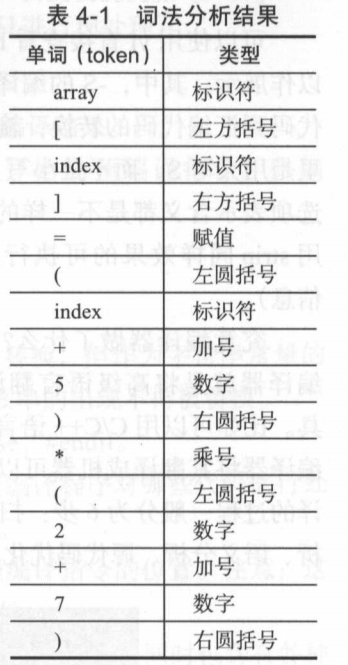 表 4-1 词法分析结果
单词（token） 类型
array 标识符
[ 左方括号
index 标识符
] 右方括号
= 赋值
( 左圆括号
index 标识符
+ 加号
5 数字
) 右圆括号
* 乘号
( 左圆括号
2 数字
+ 加号
7 数字
) 右圆括号